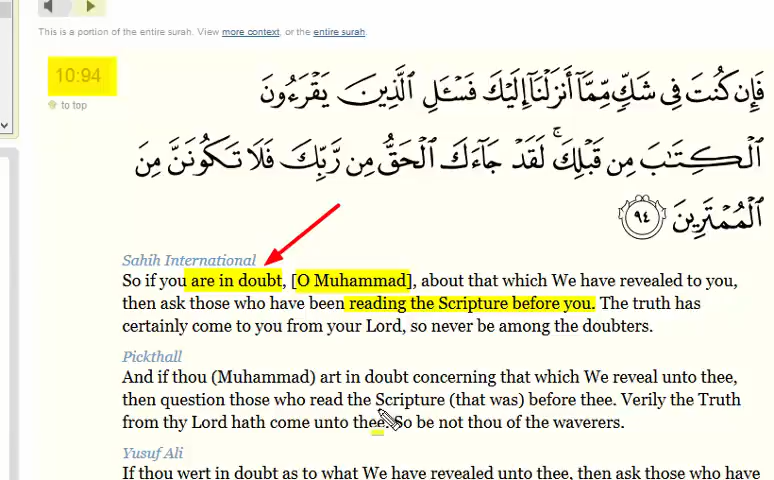 This is a portion of the entire surah. View more context, or the entire surah.
10:94
to top
فَإِن كُنتَ فِي شَكٍّ مِّمَّآ أَنزَلْنَآ إِلَيْكَ فَسْـَٔلِ ٱلَّذِينَ يَقْرَءُونَ
ٱلْكِتَـٰبَ مِن قَبْلِكَ ۚ لَقَدْ جَآءَكَ ٱلْحَقُّ مِن رَّبِّكَ فَلَا تَكُونَنَّ مِنَ
ٱلْمُمْتَرِينَ ٩٤
Sahih International
So if you are in doubt, [O Muhammad], about that which We have revealed to you,
then ask those who have been reading the Scripture before you. The truth has
certainly come to you from your Lord, so never be among the doubters.
Pickthall
And if thou (Muhammad) art in doubt concerning that which We reveal unto thee,
then question those who read the Scripture (that was) before thee. Verily the Truth
from thy Lord hath come unto thee. So be not thou of the waverers.
Yusuf Ali
If thou wert in doubt as to what We have revealed unto thee, then ask those who have